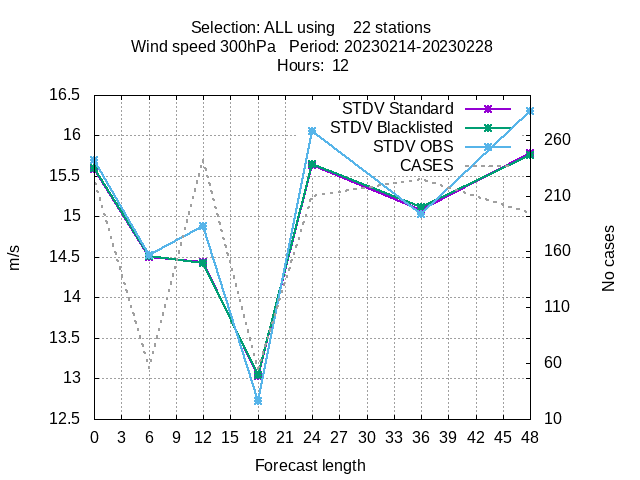 Selection: ALL using    22 stations
Wind speed 300hPa   Period: 20230214-20230228
Hours:  12
STDV Standard
STDV Blacklisted
STDV OBS
CASES
16.5
16
15.5
15
14.5
14
13.5
13
12.5
m/s
260
210
160
110
60
10
No cases
0 3 6 9 12 15 18 21 24 27 30 33 36 39 42 45 48
Forecast length